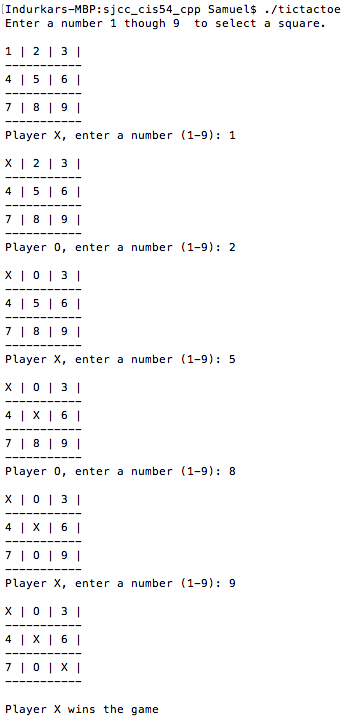 Indurkars-MBP:sjcc_cis54_cpp Samuel$ ./tictactoe
Enter a number 1 though 9  to select a square.
1 | 2 | 3 |
-----------
4 | 5 | 6 |
-----------
7 | 8 | 9 |
-----------
Player X, enter a number (1-9): 1
X | 2 | 3 |
-----------
4 | 5 | 6 |
-----------
7 | 8 | 9 |
-----------
Player O, enter a number (1-9): 2
X | O | 3 |
-----------
4 | 5 | 6 |
-----------
7 | 8 | 9 |
-----------
Player X, enter a number (1-9): 5
X | O | 3 |
-----------
4 | X | 6 |
-----------
7 | 8 | 9 |
-----------
Player O, enter a number (1-9): 8
X | O | 3 |
-----------
4 | X | 6 |
-----------
7 | O | 9 |
-----------
Player X, enter a number (1-9): 9
X | O | 3 |
-----------
4 | X | 6 |
-----------
7 | O | X |
-----------
Player X wins the game